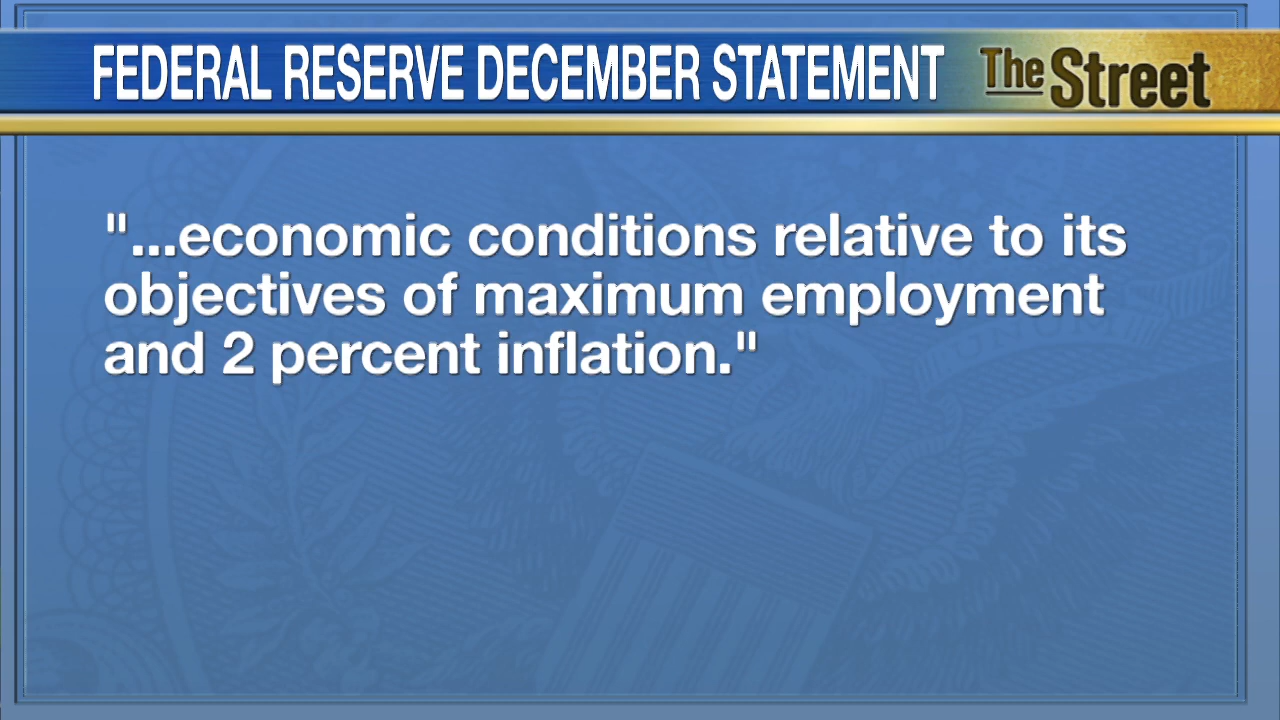 FEDERAL RESERVE DECEMBER STATEMENT The Street
"...economic conditions relative to its
objectives of maximum employment
and 2 percent inflation."